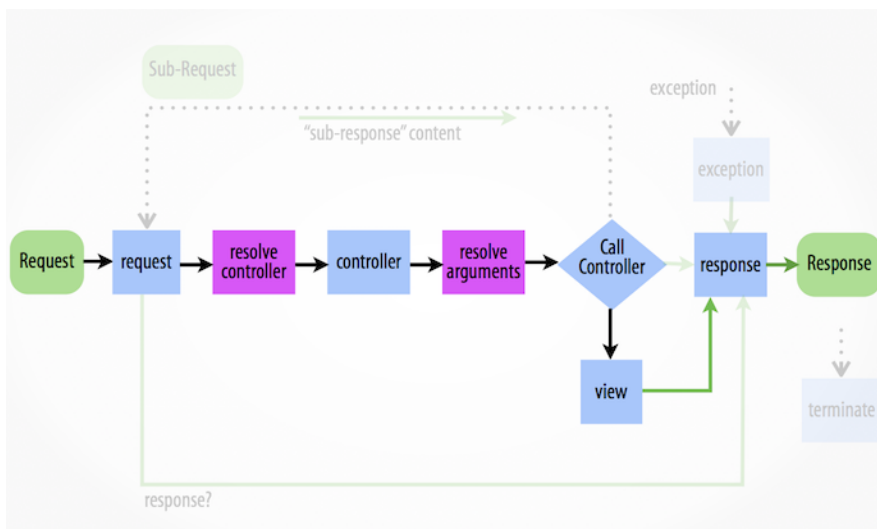 Sub-Request
exception
“sub-response” content
exception
Request
request
resolve
controller
controller
resolve
arguments
Call
Controller
response
Response
view
terminate
response?